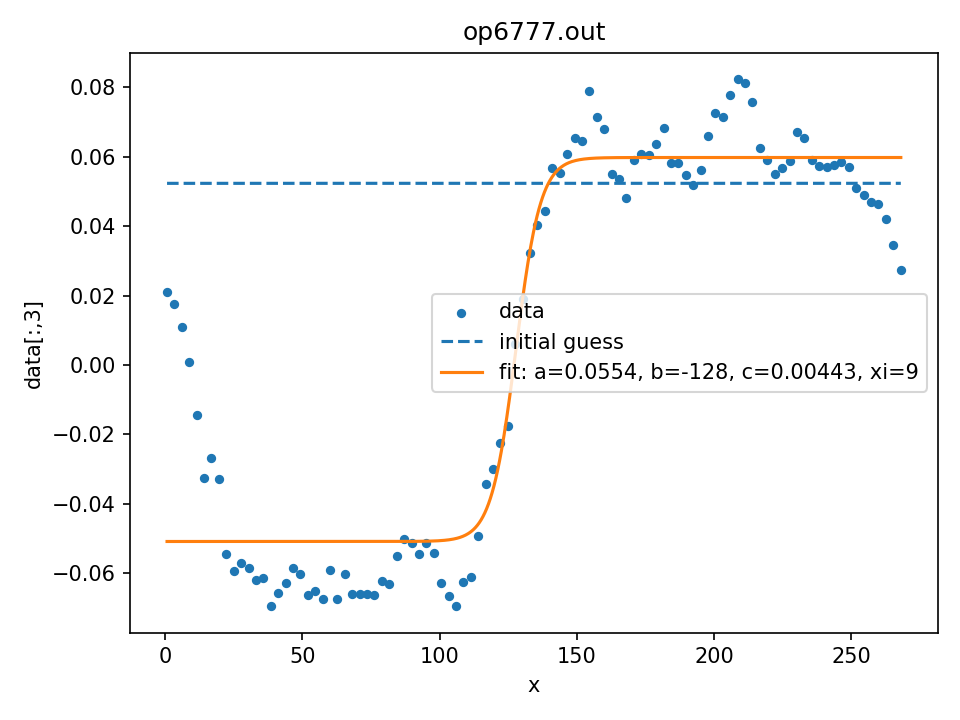 op6777.out
0.08
0.06
0.04
0.02
0.00
−0.02
−0.04
−0.06
data[:,3]
data
initial guess
fit: a=0.0554, b=-128, c=0.00443, xi=9
0 50 100 150 200 250
x